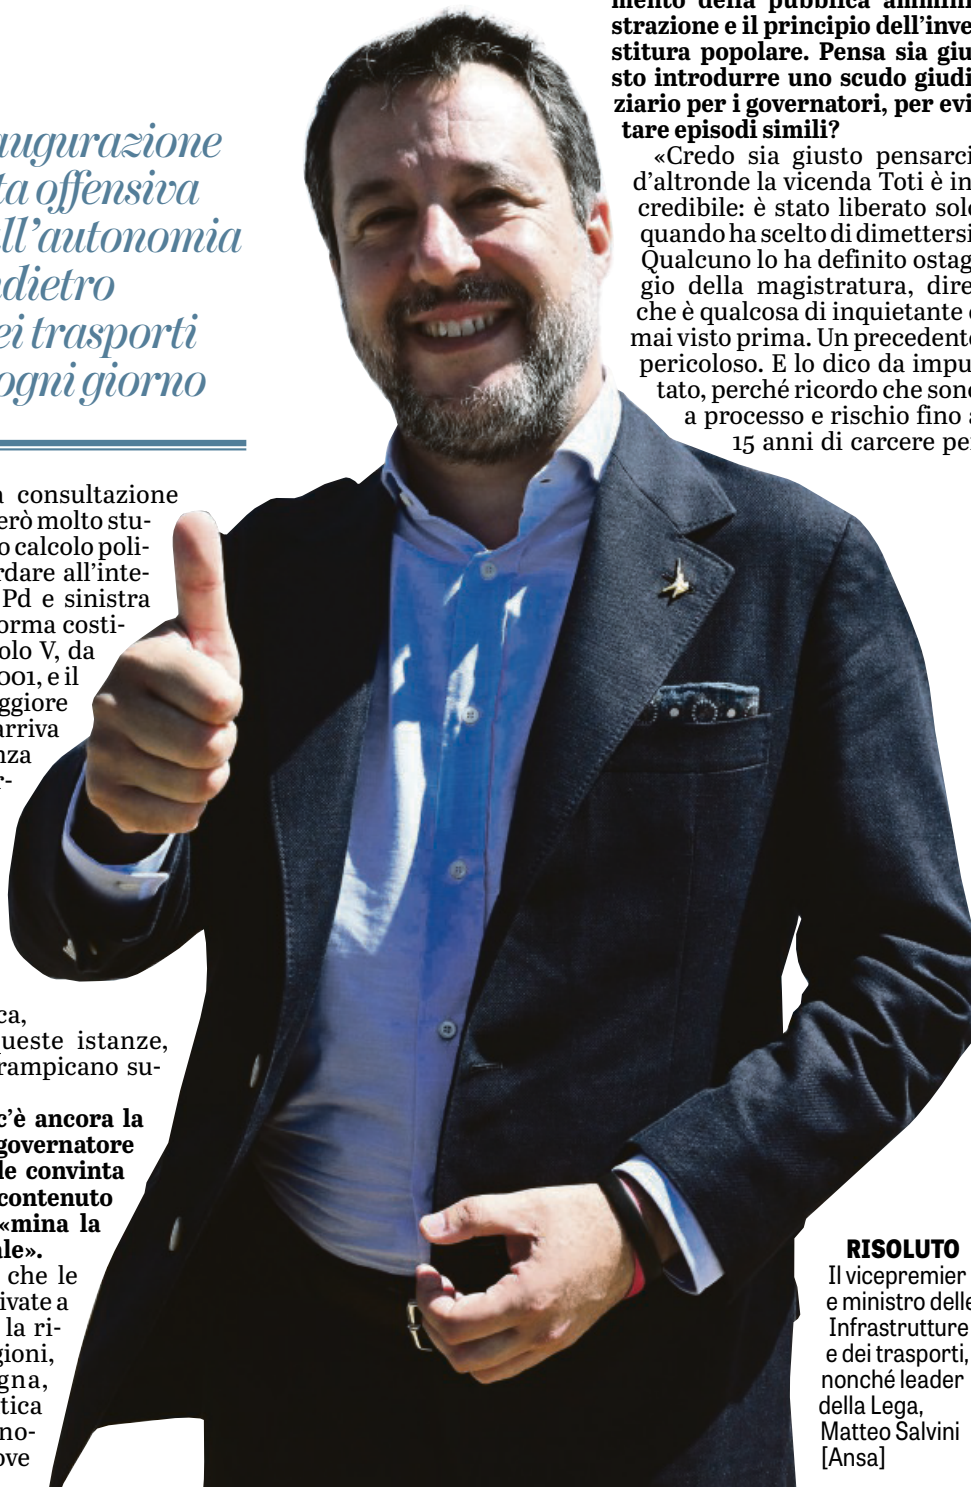 augurazione
ta offensiva
ll'autonomia
ndietro
ei trasporti
ogni giorno
a consultazione
erò molto stu-
o calcolo poli-
rdare all'inte-
Pd e sinistra
orma costi-
olo V, da
001, e il
ggiore
arriva
nza
r-
ca,
ueste istanze,
rampicano su-
c'è ancora la
governatore
le convinta
contenuto
«mina la
ale».
che le
ivate a
la ri-
gioni,
gna,
tica
no-
ove
mento della pubblica ammini
strazione e il principio dell'inve
stitura popolare. Pensa sia giu
sto introdurre uno scudo giudi
ziario per i governatori, per evi
tare episodi simili?
«Credo sia giusto pensarci
d'altronde la vicenda Toti è in
credibile: è stato liberato solo
quando ha scelto di dimettersi
Qualcuno lo ha definito ostag
gio della magistratura, dire
che è qualcosa di inquietante e
mai visto prima. Un precedente
pericoloso. E lo dico da impu
tato, perché ricordo che sono
a processo e rischio fino a
15 anni di carcere per
RISOLUTO
Il vicepremier
e ministro delle
Infrastrutture
e dei trasporti,
nonché leader
della Lega,
Matteo Salvini
[Ansa]